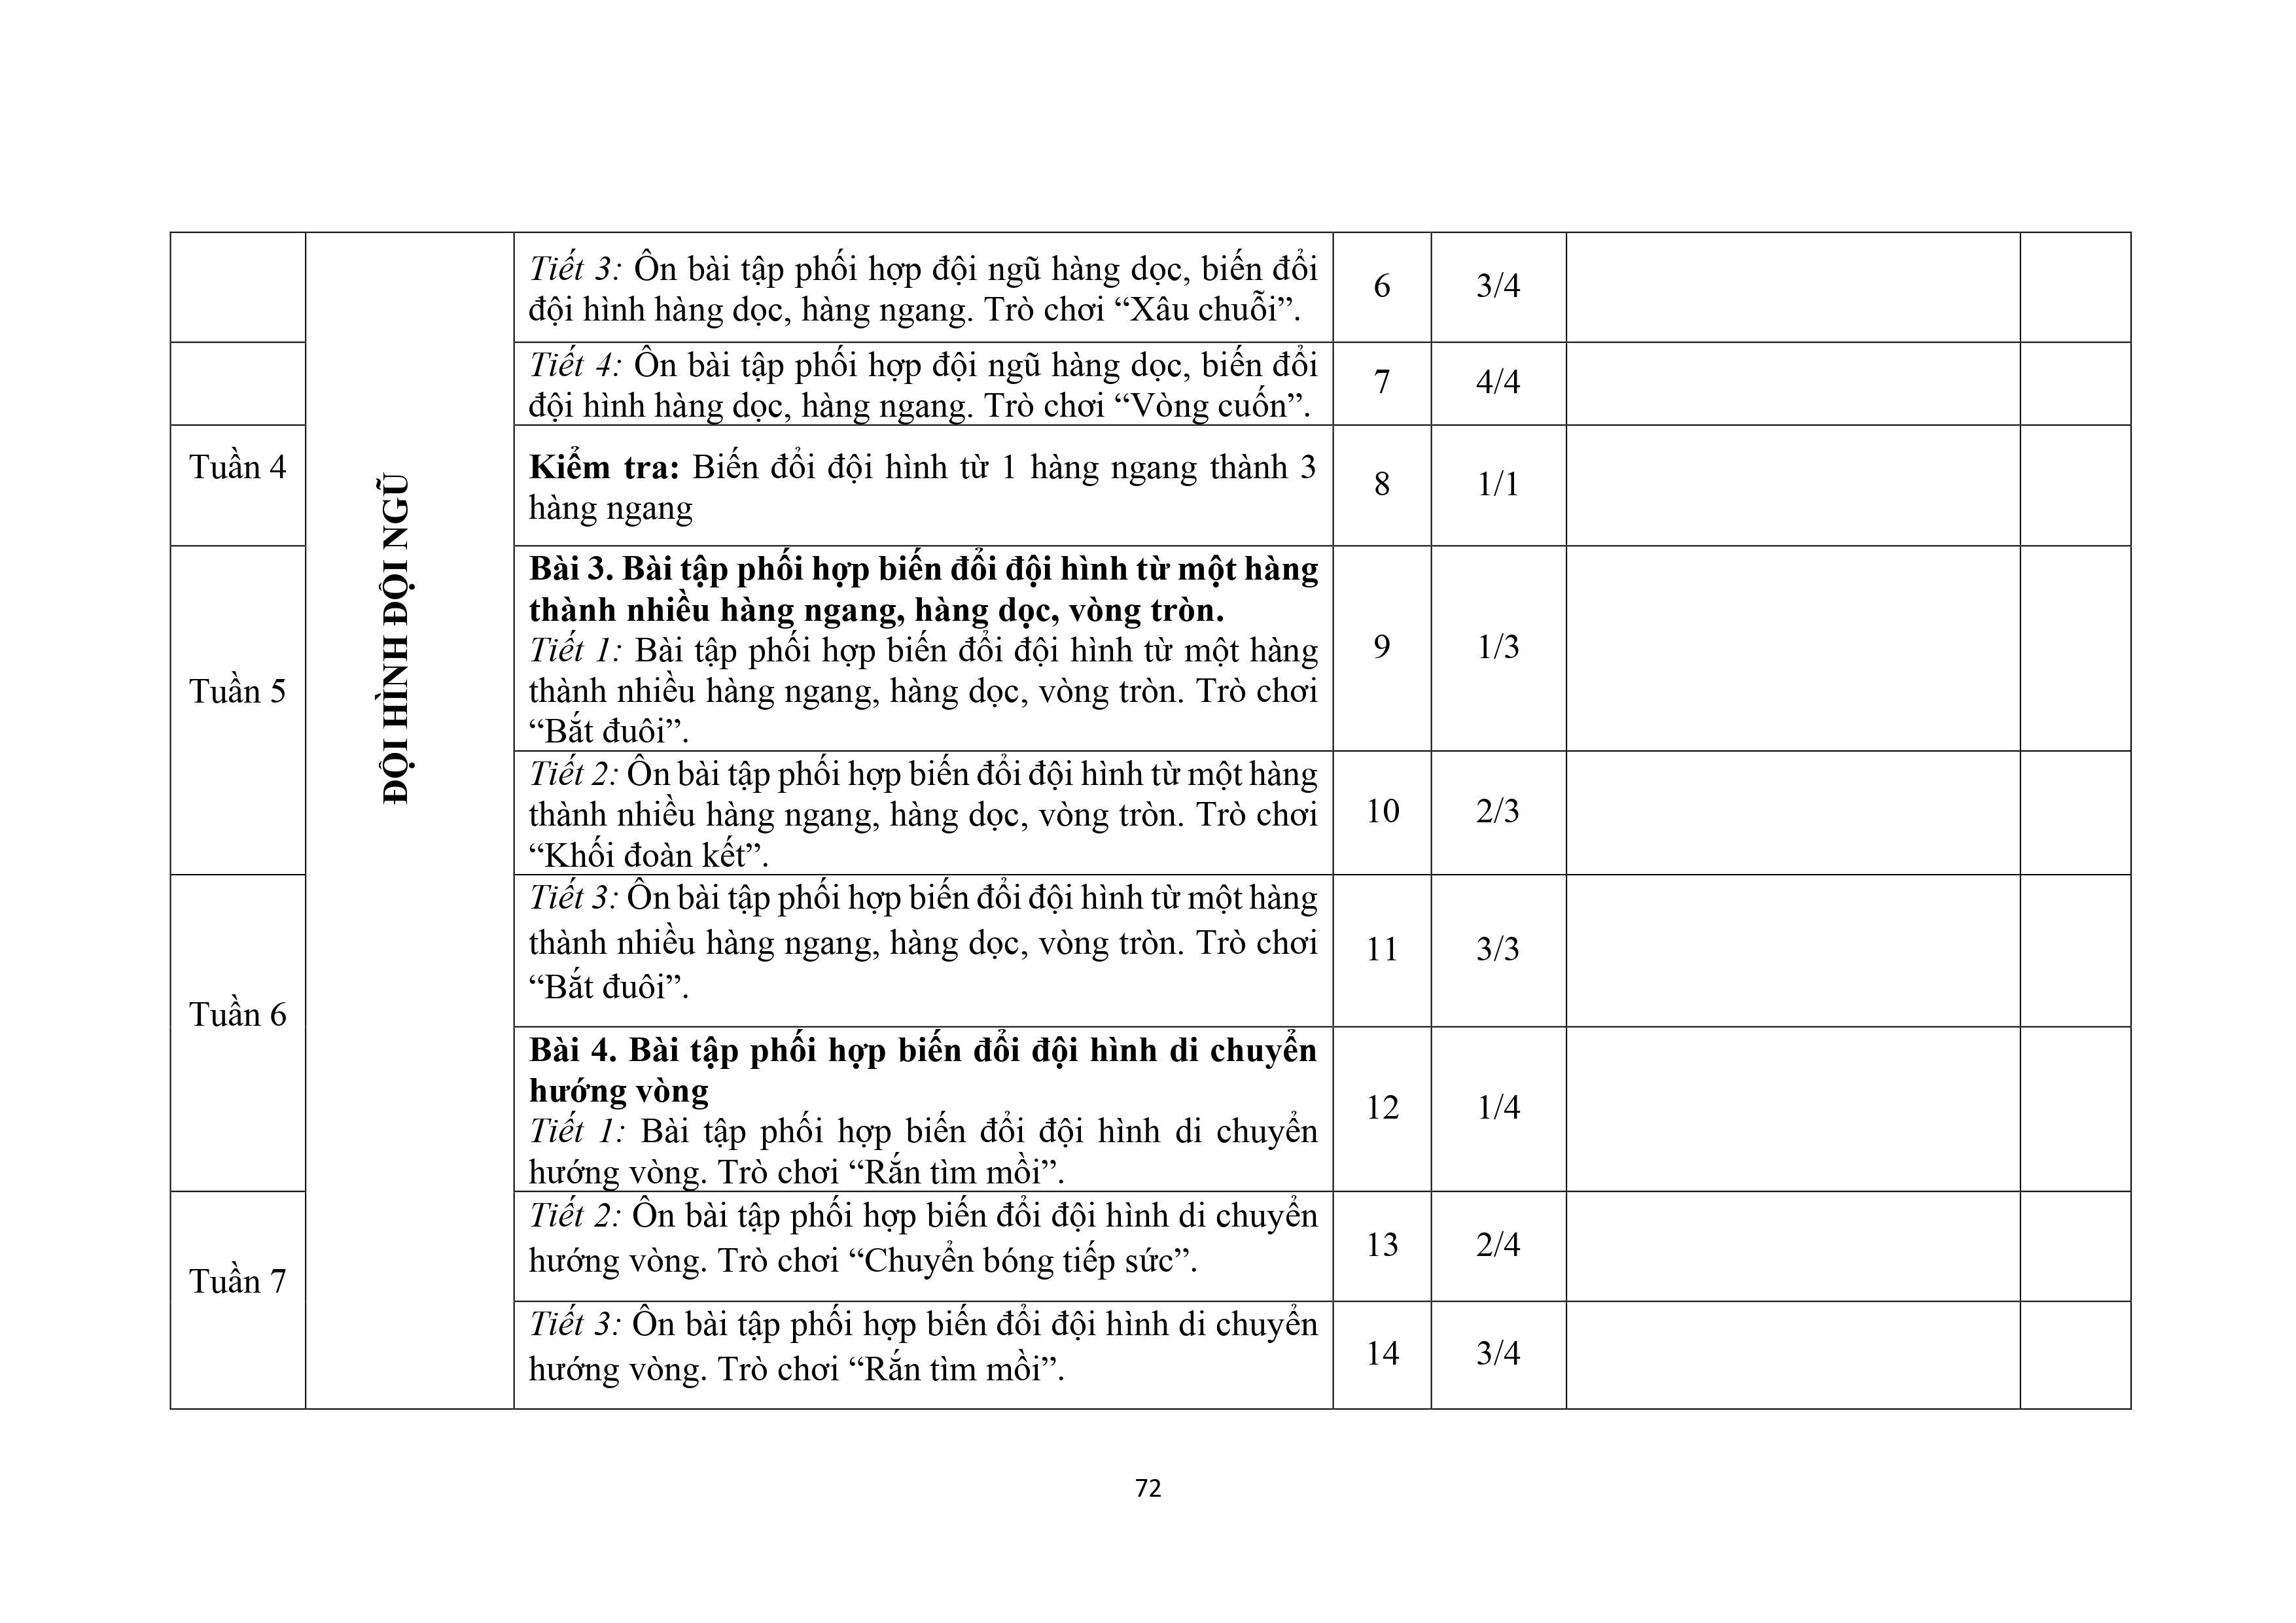 Tiết 3: Ôn bài tập phối hợp đội ngũ hàng dọc, biến đổi
đội hình hàng dọc, hàng ngang. Trò chơi “Xâu chuỗi”.
6
3/4
Tiết 4: Ôn bài tập phối hợp đội ngũ hàng dọc, biến đổi
đội hình hàng dọc, hàng ngang. Trò chơi “Vòng cuốn”.
7
4/4
Tuần 4
ĐỘI HÌNH ĐỘI NGŨ
Kiểm tra: Biến đổi đội hình từ 1 hàng ngang thành 3
hàng ngang
8
1/1
Tuần 5
Bài 3. Bài tập phối hợp biến đổi đội hình từ một hàng
thành nhiều hàng ngang, hàng dọc, vòng tròn.
Tiết 1: Bài tập phối hợp biến đổi đội hình từ một hàng
thành nhiều hàng ngang, hàng dọc, vòng tròn. Trò chơi
“Bắt đuôi”.
9
1/3
Tiết 2: Ôn bài tập phối hợp biến đổi đội hình từ một hàng
thành nhiều hàng ngang, hàng dọc, vòng tròn. Trò chơi
“Khối đoàn kết”.
10
2/3
Tuần 6
Tiết 3: Ôn bài tập phối hợp biến đổi đội hình từ một hàng
thành nhiều hàng ngang, hàng dọc, vòng tròn. Trò chơi
“Bắt đuôi”.
11
3/3
Bài 4. Bài tập phối hợp biến đổi đội hình di chuyển
hướng vòng
Tiết 1: Bài tập phối hợp biến đổi đội hình di chuyển
hướng vòng. Trò chơi “Rắn tìm mồi”.
12
1/4
Tuần 7
Tiết 2: Ôn bài tập phối hợp biến đổi đội hình di chuyển
hướng vòng. Trò chơi “Chuyển bóng tiếp sức”.
13
2/4
Tiết 3: Ôn bài tập phối hợp biến đổi đội hình di chuyển
hướng vòng. Trò chơi “Rắn tìm mồi”.
14
3/4
72